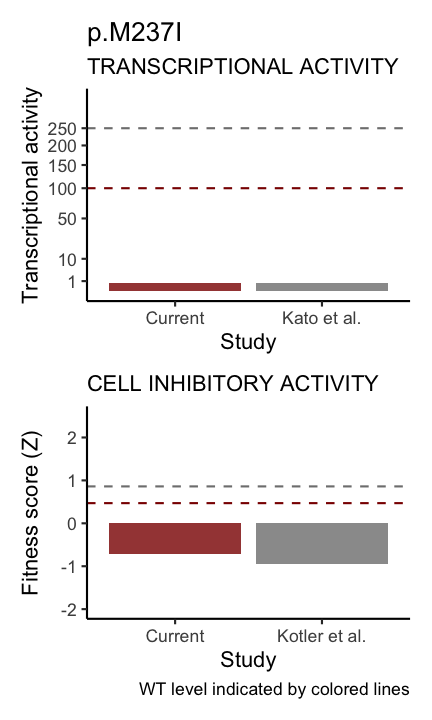 p.M237I
TRANSCRIPTIONAL ACTIVITY
Transcriptional activity
250
200
150
100
50
10
1
Current
Kato et al.
Study
CELL INHIBITORY ACTIVITY
Fitness score (Z)
2
1
0
-1
-2
Current
Kotler et al.
Study
WT level indicated by colored lines